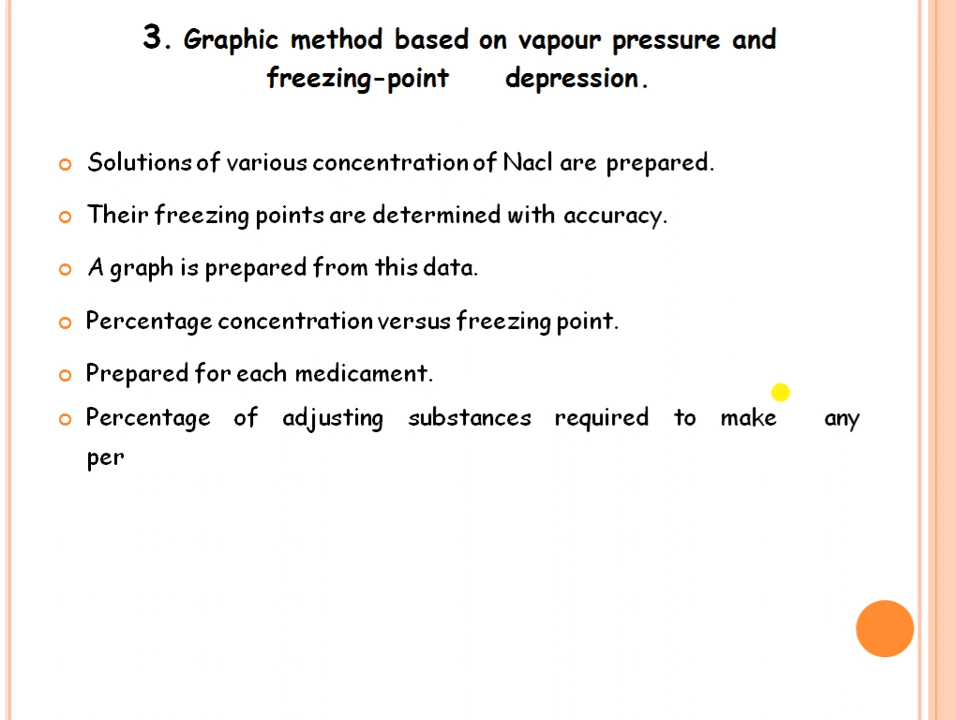 3. Graphic method based on vapour pressure and
freezing-point depression.
Solutions of various concentration of Nacl are prepared.
Their freezing points are determined with accuracy.
A graph is prepared from this data.
Percentage concentration versus freezing point.
Prepared for each medicament.
Percentage of adjusting substances required to make any
per